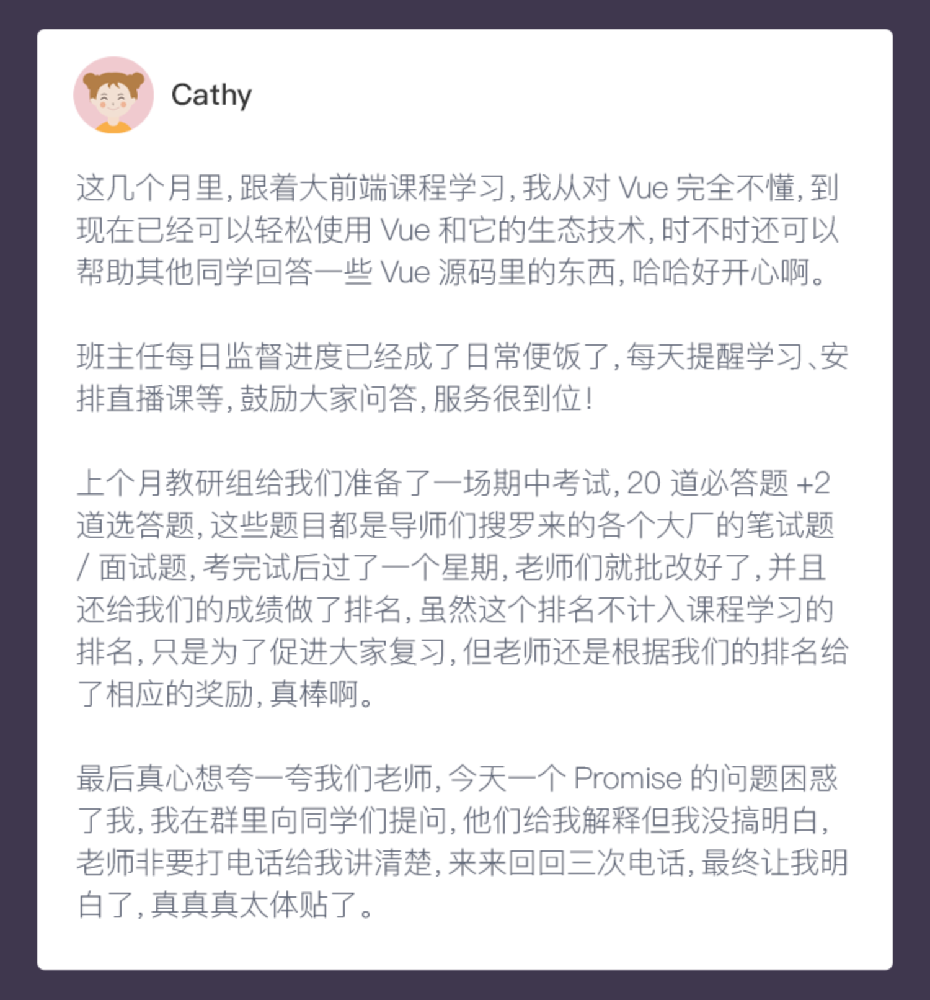 Cathy
这几个月里,跟着大前端课程学习,我从对 Vue 完全不懂,到
现在已经可以轻松使用 Vue 和它的生态技术,时不时还可以
帮助其他同学回答一些 Vue 源码里的东西,哈哈好开心啊。
班主任每日监督进度已经成了日常便饭了,每天提醒学习、安
排直播课等,鼓励大家问答,服务很到位!
上个月教研组给我们准备了一场期中考试,20 道必答题 +2
道选答题,这些题目都是导师们搜罗来的各个大厂的笔试题
/ 面试题,考完试后过了一个星期,老师们就批改好了,并且
还给我们的成绩做了排名,虽然这个排名不计入课程学习的
排名,只是为了促进大家复习,但老师还是根据我们的排名给
了相应的奖励,真棒啊。
最后真心想夸一夸我们老师,今天一个 Promise 的问题困惑
了我,我在群里向同学们提问,他们给我解释但我没搞明白,
老师非要打电话给我讲清楚,来来回回三次电话,最终让我明
白了,真真真太体贴了。